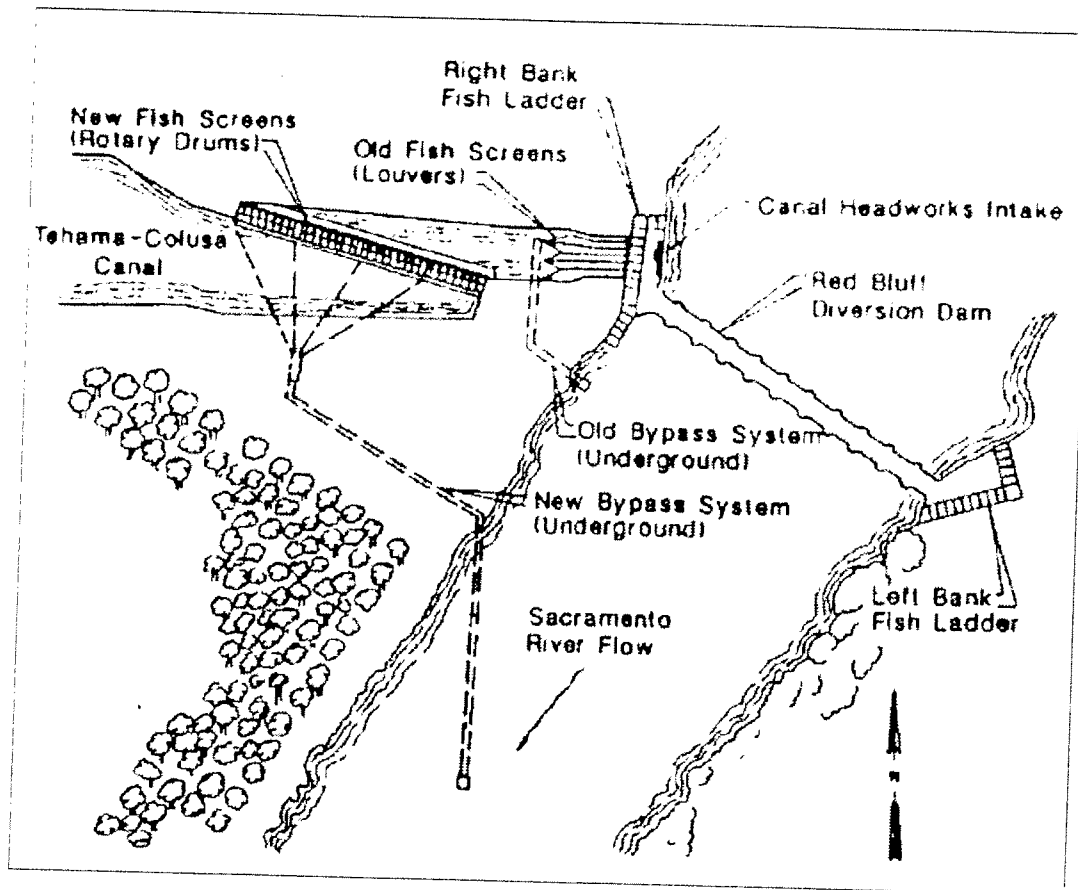 Right Bank
Fish Ladder
New Fish Screens
(Rotary Drums)
Old Fish Screens
(Louvers)
Canal Headworks Intake
Tehama-Colusa
Canal
Red Bluff
Diversion Dam
Old Bypass System
(Underground)
New Bypass System
(Underground)
Left Bank
Fish Ladder
Sacramento
River Flow
N